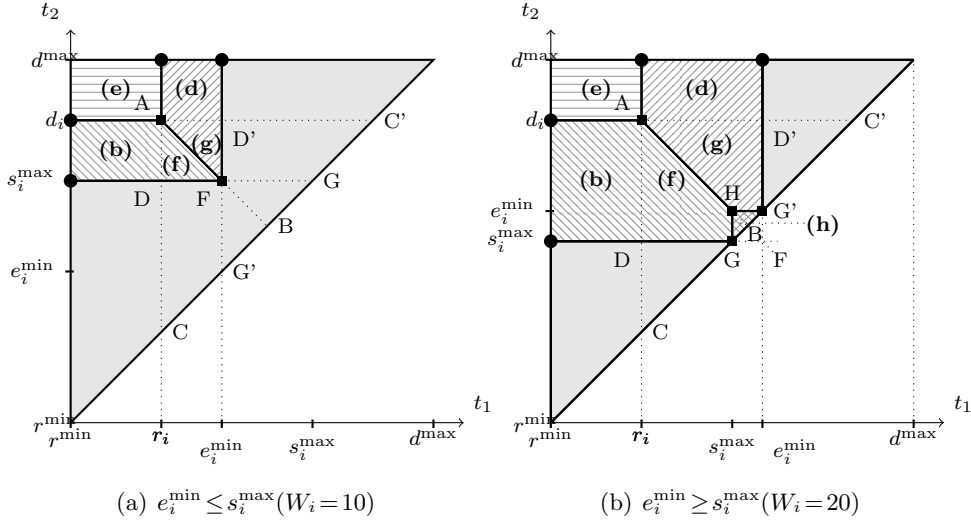 t₂
d^max
(e)
(d)
A
d_i
C'
(b)
(g)
D'
(f)
s_i^max
D
F
G
B
e_i^min
G'
C
t₁
r^min
r^min
r_i
e_i^min
s_i^max
d^max
(a) e_i^min ≤ s_i^max (W_i = 10)
t₂
d^max
(e)
(d)
A
d_i
C'
D'
(g)
(b)
(f)
H
e_i^min
G'
(h)
B
s_i^max
D
G
F
C
t₁
r^min
r^min
r_i
s_i^max
e_i^min
d^max
(b) e_i^min ≥ s_i^max (W_i = 20)